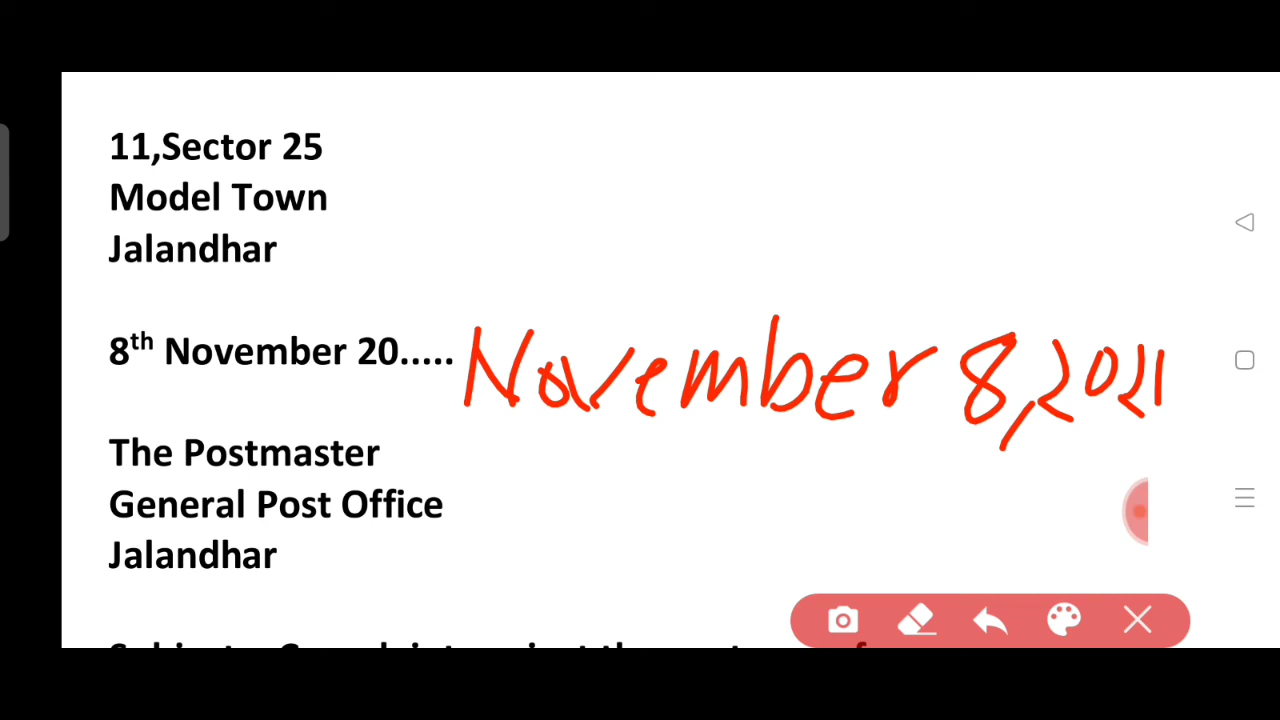 11,Sector 25
Model Town
Jalandhar
8th November 20..... November 8,2021
The Postmaster
General Post Office
Jalandhar